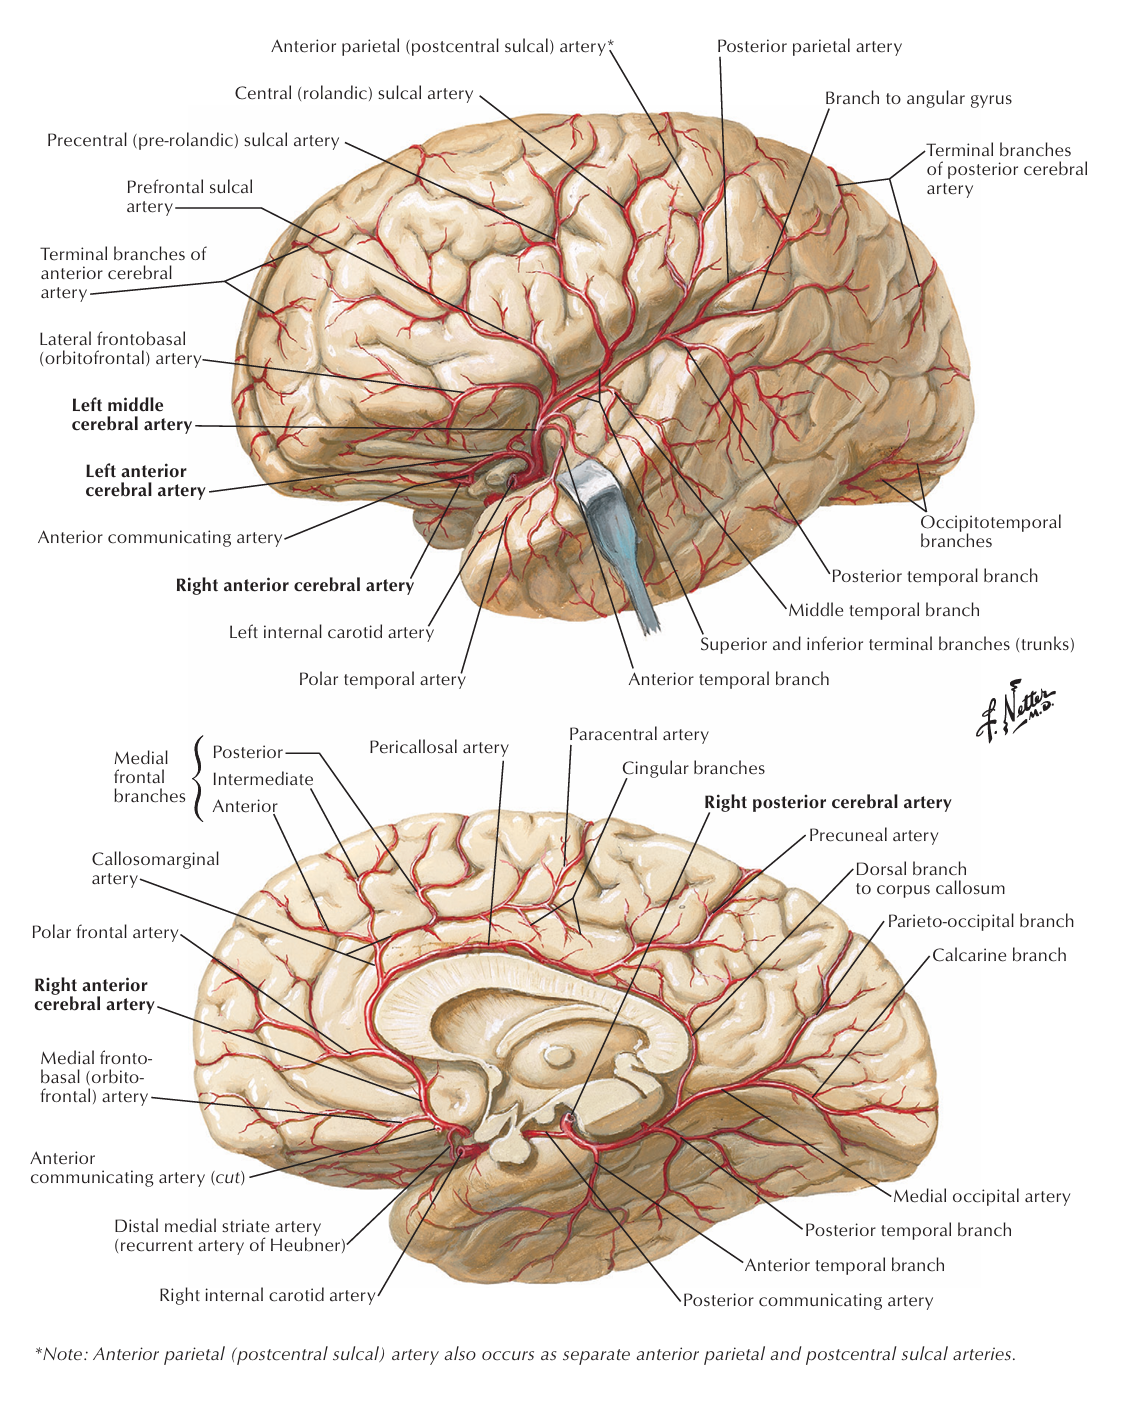 Anterior parietal (postcentral sulcal) artery*
Posterior parietal artery
Central (rolandic) sulcal artery
Branch to angular gyrus
Precentral (pre-rolandic) sulcal artery
Terminal branches
of posterior cerebral
artery
Prefrontal sulcal
artery
Terminal branches of
anterior cerebral
artery
Lateral frontobasal
(orbitofrontal) artery
Left middle
cerebral artery
Left anterior
cerebral artery
Anterior communicating artery
Right anterior cerebral artery
Left internal carotid artery
Polar temporal artery
Occipitotemporal
branches
Posterior temporal branch
Middle temporal branch
Superior and inferior terminal branches (trunks)
Anterior temporal branch
F. Netter
M.D.
Medial
frontal
branches
Posterior
Intermediate
Anterior
Pericallosal artery
Paracentral artery
Cingular branches
Right posterior cerebral artery
Precuneal artery
Dorsal branch
to corpus callosum
Parieto-occipital branch
Calcarine branch
Callosomarginal
artery
Polar frontal artery
Right anterior
cerebral artery
Medial fronto-
basal (orbito-
frontal) artery
Anterior
communicating artery (cut)
Distal medial striate artery
(recurrent artery of Heubner)
Right internal carotid artery
Medial occipital artery
Posterior temporal branch
Anterior temporal branch
Posterior communicating artery
*Note: Anterior parietal (postcentral sulcal) artery also occurs as separate anterior parietal and postcentral sulcal arteries.